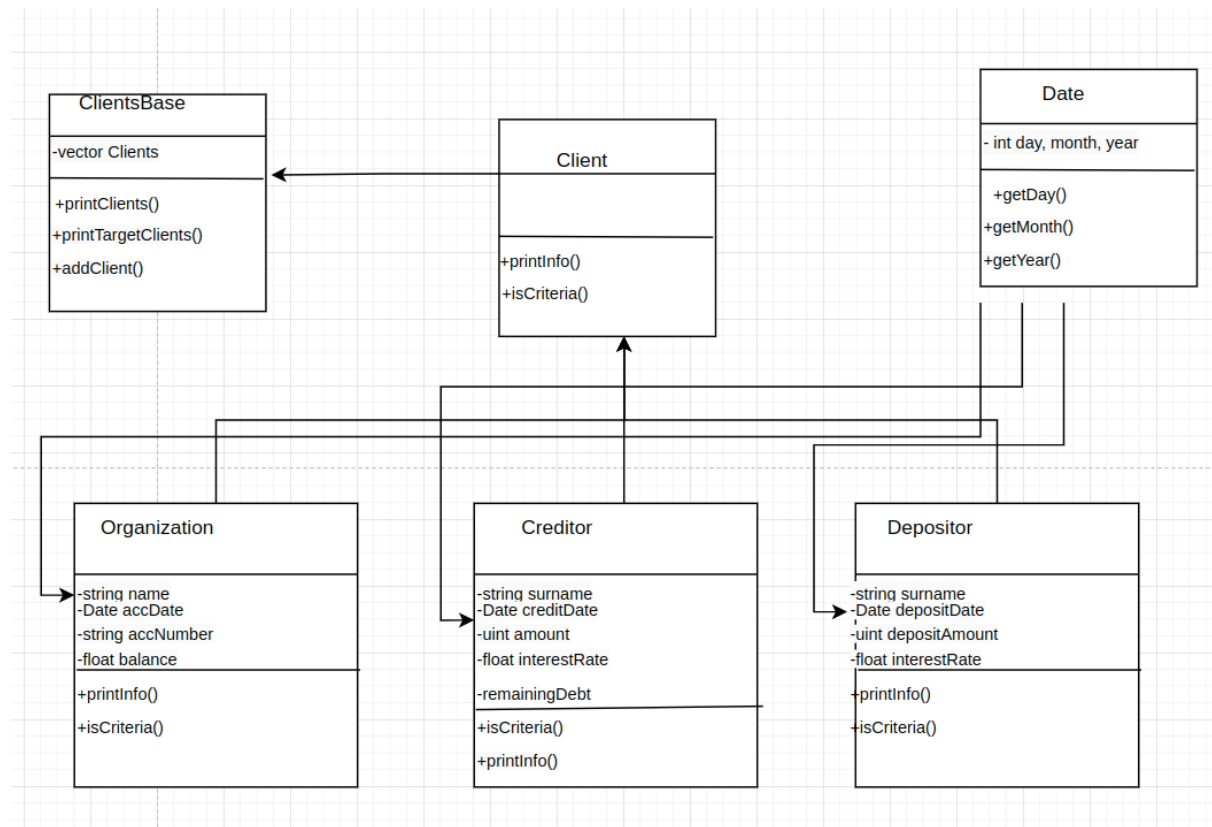 ClientsBase
-vector Clients
+printClients()
+printTargetClients()
+addClient()
Client
+printInfo()
+isCriteria()
Date
- int day, month, year
+getDay()
+getMonth()
+getYear()
Organization
-string name
-Date accDate
-string accNumber
-float balance
+printInfo()
+isCriteria()
Creditor
-string surname
-Date creditDate
-uint amount
-float interestRate
-remainingDebt
+isCriteria()
+printInfo()
Depositor
-string surname
-Date depositDate
-uint depositAmount
-float interestRate
+printInfo()
+isCriteria()